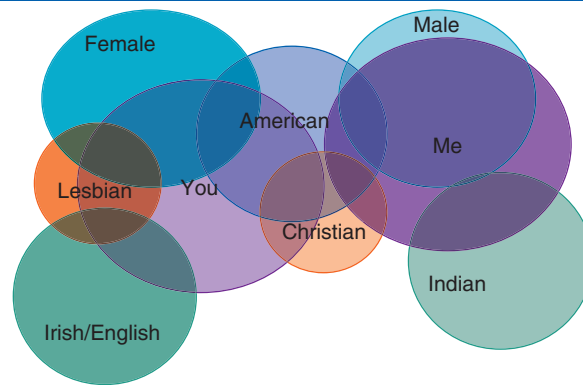 Female
Male
American
Me
You
Lesbian
Christian
Indian
Irish/English